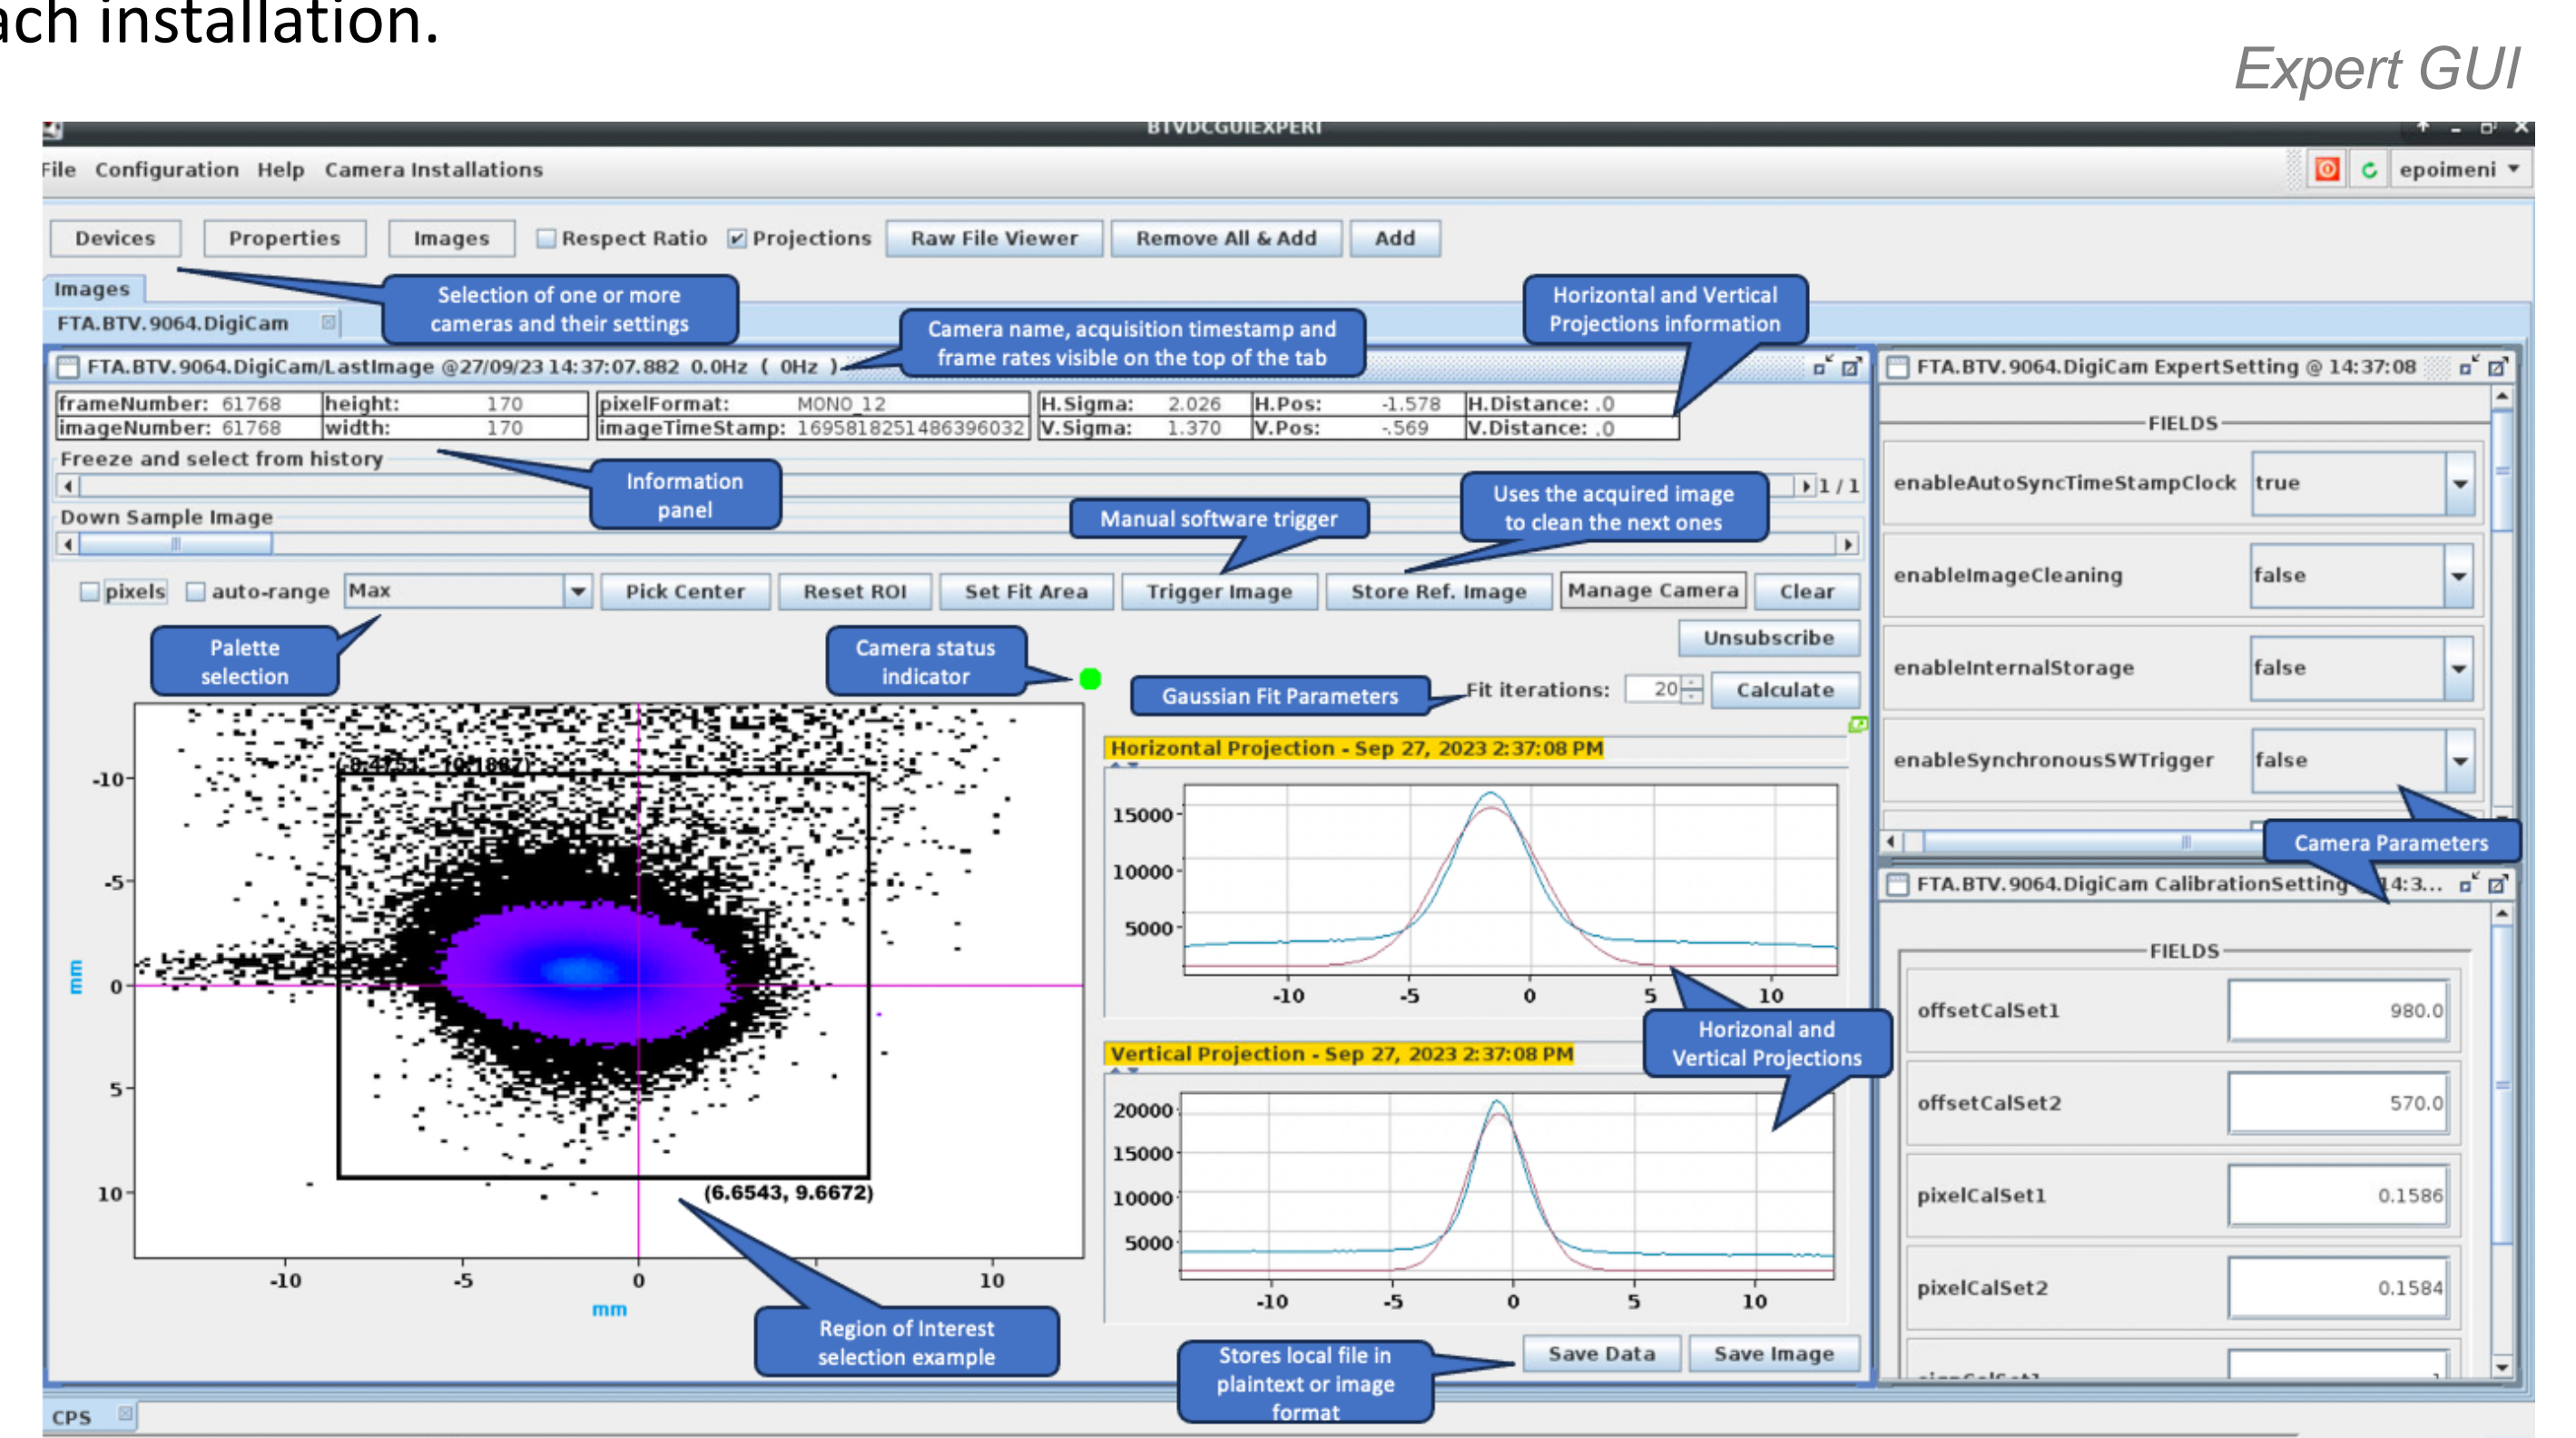 ach installation.
Expert GUI
BTVDCGUIEXPERT
File Configuration Help Camera Installations
epoimeni
Devices Properties Images Respect Ratio Projections Raw File Viewer Remove All & Add Add
Selection of one or more
cameras and their settings
Images
FTA.BTV.9064.DigiCam
Camera name, acquisition timestamp and
frame rates visible on the top of the tab
Horizontal and Vertical
Projections information
FTA.BTV.9064.DigiCam/LastImage @27/09/23 14:37:07.882 0.0Hz ( 0Hz )
frameNumber: 61768 height: 170 pixelFormat: MONO_12 H.Sigma: 2.026 H.Pos: -1.578 H.Distance: .0
imageNumber: 61768 width: 170 imageTimeStamp: 1695818251486396032 V.Sigma: 1.370 V.Pos: -.569 V.Distance: .0
Freeze and select from history
1 / 1
Information
panel
Down Sample Image
Manual software trigger
Uses the acquired image
to clean the next ones
pixels auto-range Max Pick Center Reset ROI Set Fit Area Trigger Image Store Ref. Image Manage Camera Clear
Unsubscribe
Palette
selection
Camera status
indicator
Gaussian Fit Parameters
Fit iterations: 20 Calculate
-10
-5
0
5
10
mm
(6.6543, 9.6672)
-10 -5 0 10
mm
Region of Interest
selection example
Horizontal Projection - Sep 27, 2023 2:37:08 PM
15000
10000
5000
-10 -5 0 5 10
Horizonal and
Vertical Projections
Vertical Projection - Sep 27, 2023 2:37:08 PM
20000
15000
10000
5000
-10 -5 0 5 10
Stores local file in
plaintext or image
format
Save Data Save Image
FTA.BTV.9064.DigiCam ExpertSetting @ 14:37:08
FIELDS
enableAutoSyncTimeStampClock true
enableImageCleaning false
enableInternalStorage false
enableSynchronousSWTrigger false
Camera Parameters
FTA.BTV.9064.DigiCam CalibrationSetting 14:3...
FIELDS
offsetCalSet1 980.0
offsetCalSet2 570.0
pixelCalSet1 0.1586
pixelCalSet2 0.1584
CPS